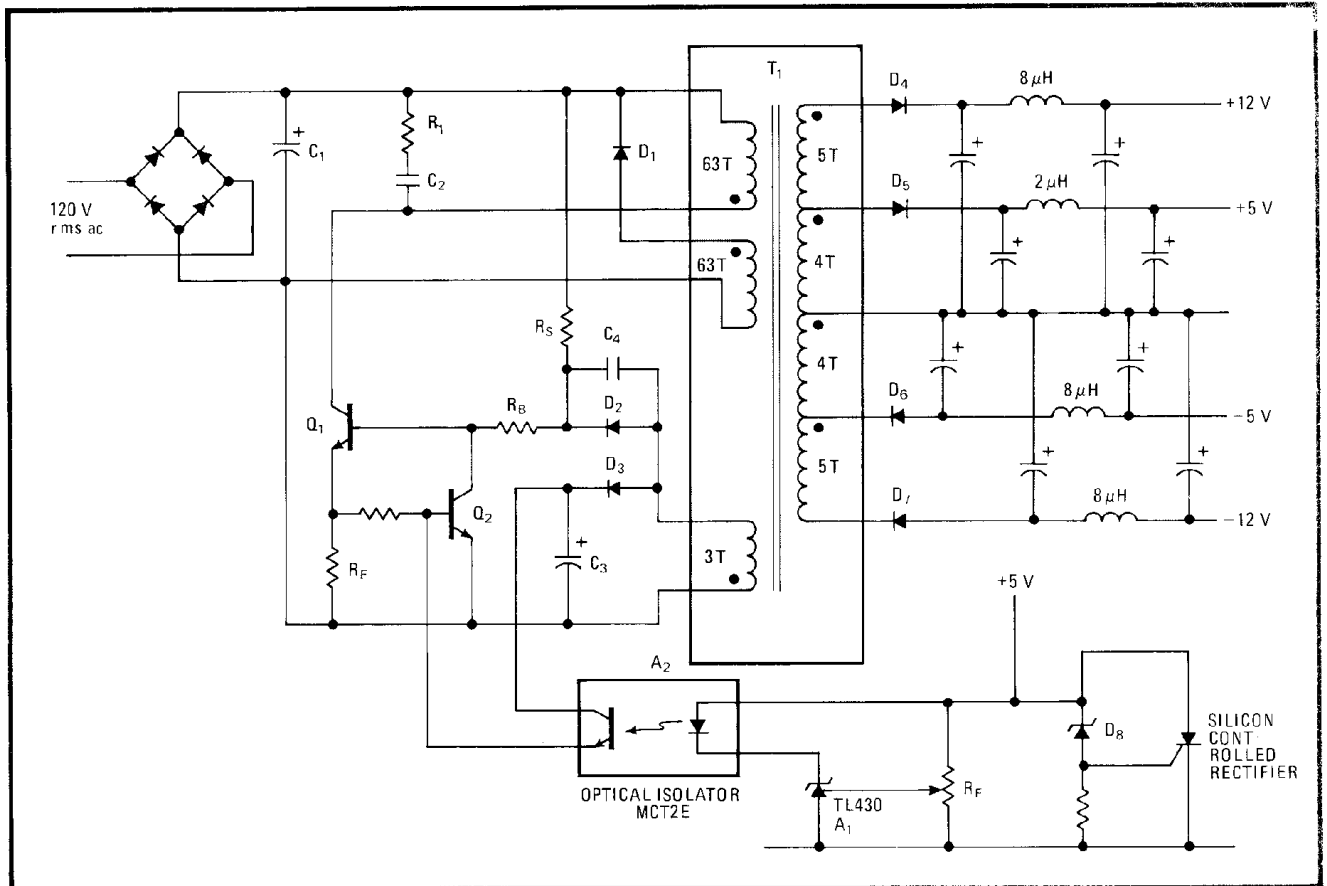 T1
D4
8 μH
+12 V
R1
D1
C1
C2
63T
5T
D5
2 μH
+5 V
120 V
rms ac
63T
4T
RS
C4
4T
D6
8 μH
-5 V
RB
D2
Q1
D3
5T
Q2
D7
8 μH
-12 V
C3
3T
RE
+5 V
A2
SILICON
CONT
ROLLED
RECTIFIER
D8
OPTICAL ISOLATOR
MCT2E
TL430
A1
RF